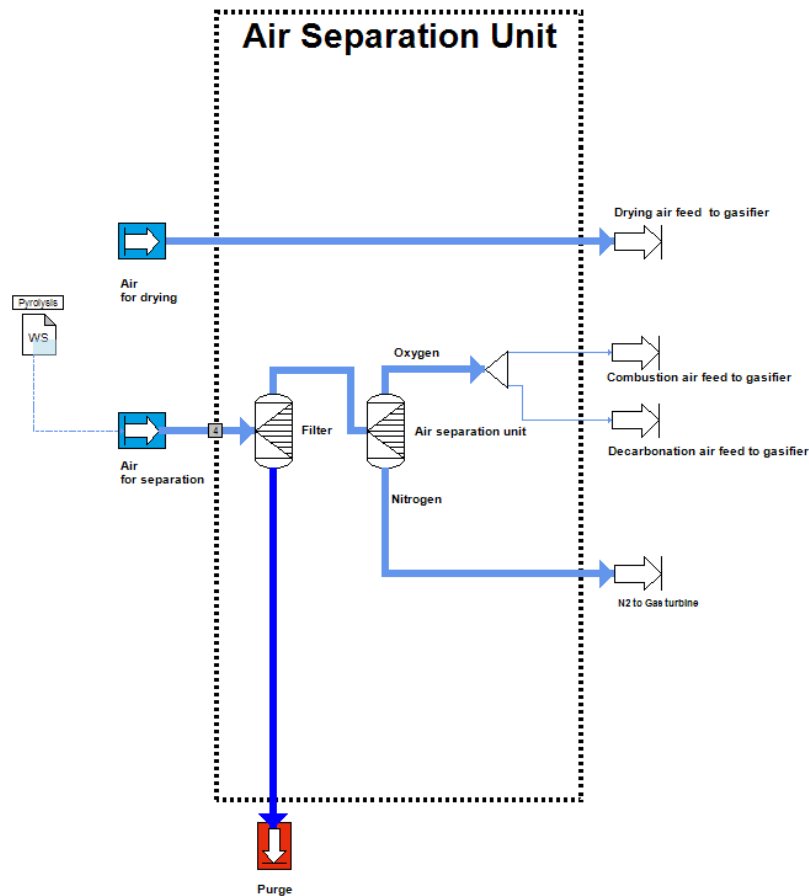 Air Separation Unit
Drying air feed to gasifier
Air
for drying
Pyrolysis
WS
Oxygen
Combustion air feed to gasifier
4
Filter
Air separation unit
Decarbonation air feed to gasifier
Air
for separation
Nitrogen
N2 to Gas turbine
Purge